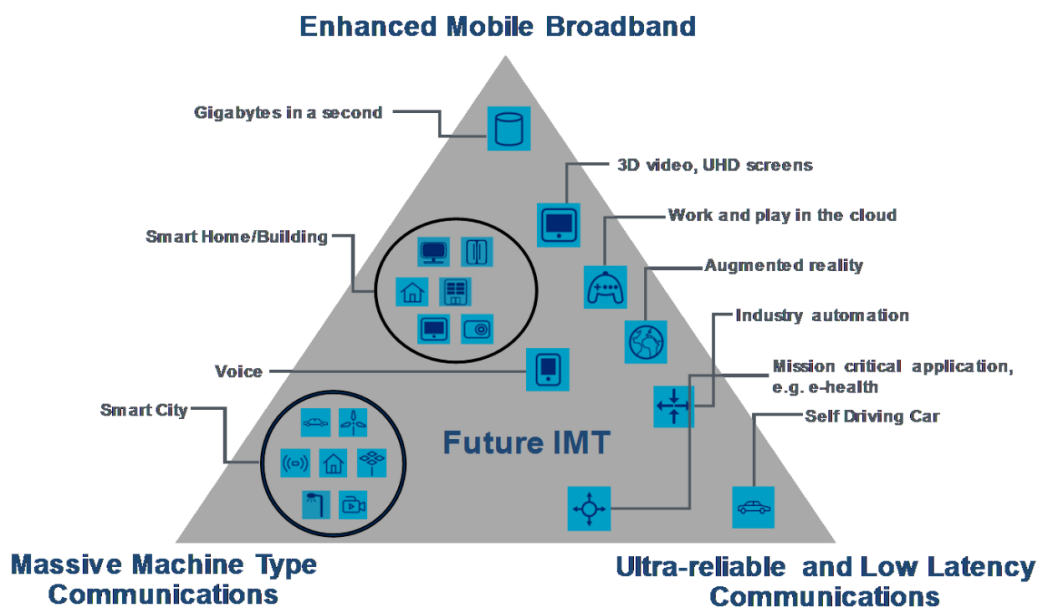 Enhanced Mobile Broadband
Gigabytes in a second
3D video, UHD screens
Work and play in the cloud
Smart Home/Building
Augmented reality
Industry automation
Voice
Mission critical application,
e.g. e-health
Smart City
Self Driving Car
Future IMT
Massive Machine Type
Communications
Ultra-reliable and Low Latency
Communications